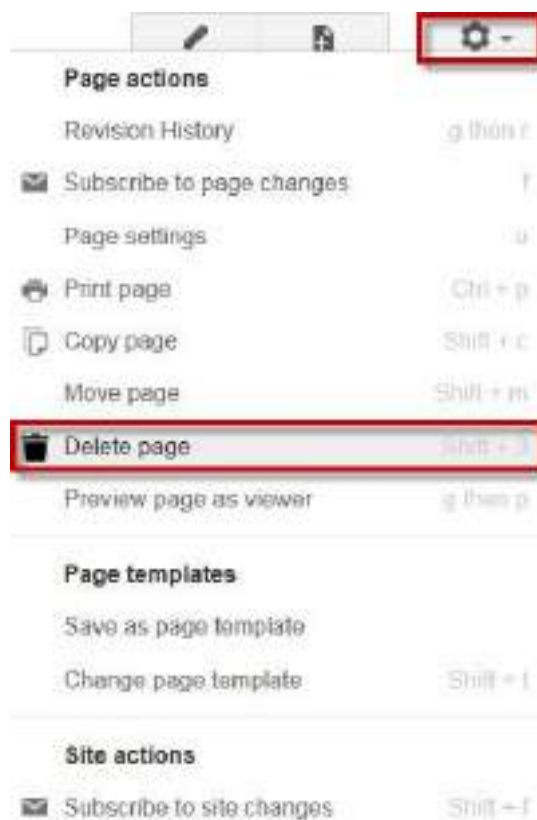 Page actions
Revision History g then r
Subscribe to page changes
Page settings u
Print page Ctrl + p
Copy page Shift + c
Move page Shift + m
Delete page Shift + 3
Preview page as viewer g then p
Page templates
Save as page template
Change page template Shift + t
Site actions
Subscribe to site changes Shift + f